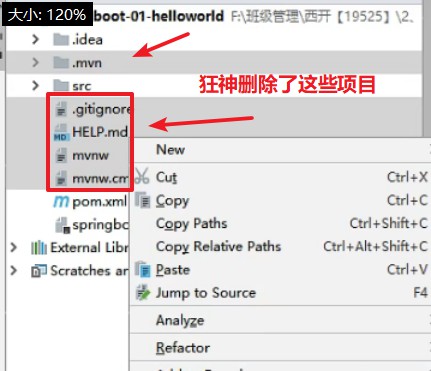 大小: 120%
boot-01-helloworld F:\班级管理\西开【19525】\2、
.idea
.mvn
src
狂神删除了这些项目
.gitignore
HELP.md
mvnw
mvnw.cm
New
Cut Ctrl+X
pom.xml Copy Ctrl+C
springbc Copy Paths Ctrl+Shift+C
External Libr Copy Relative Paths Ctrl+Alt+Shift+C
Scratches an Paste Ctrl+V
Jump to Source F4
Analyze
Refactor